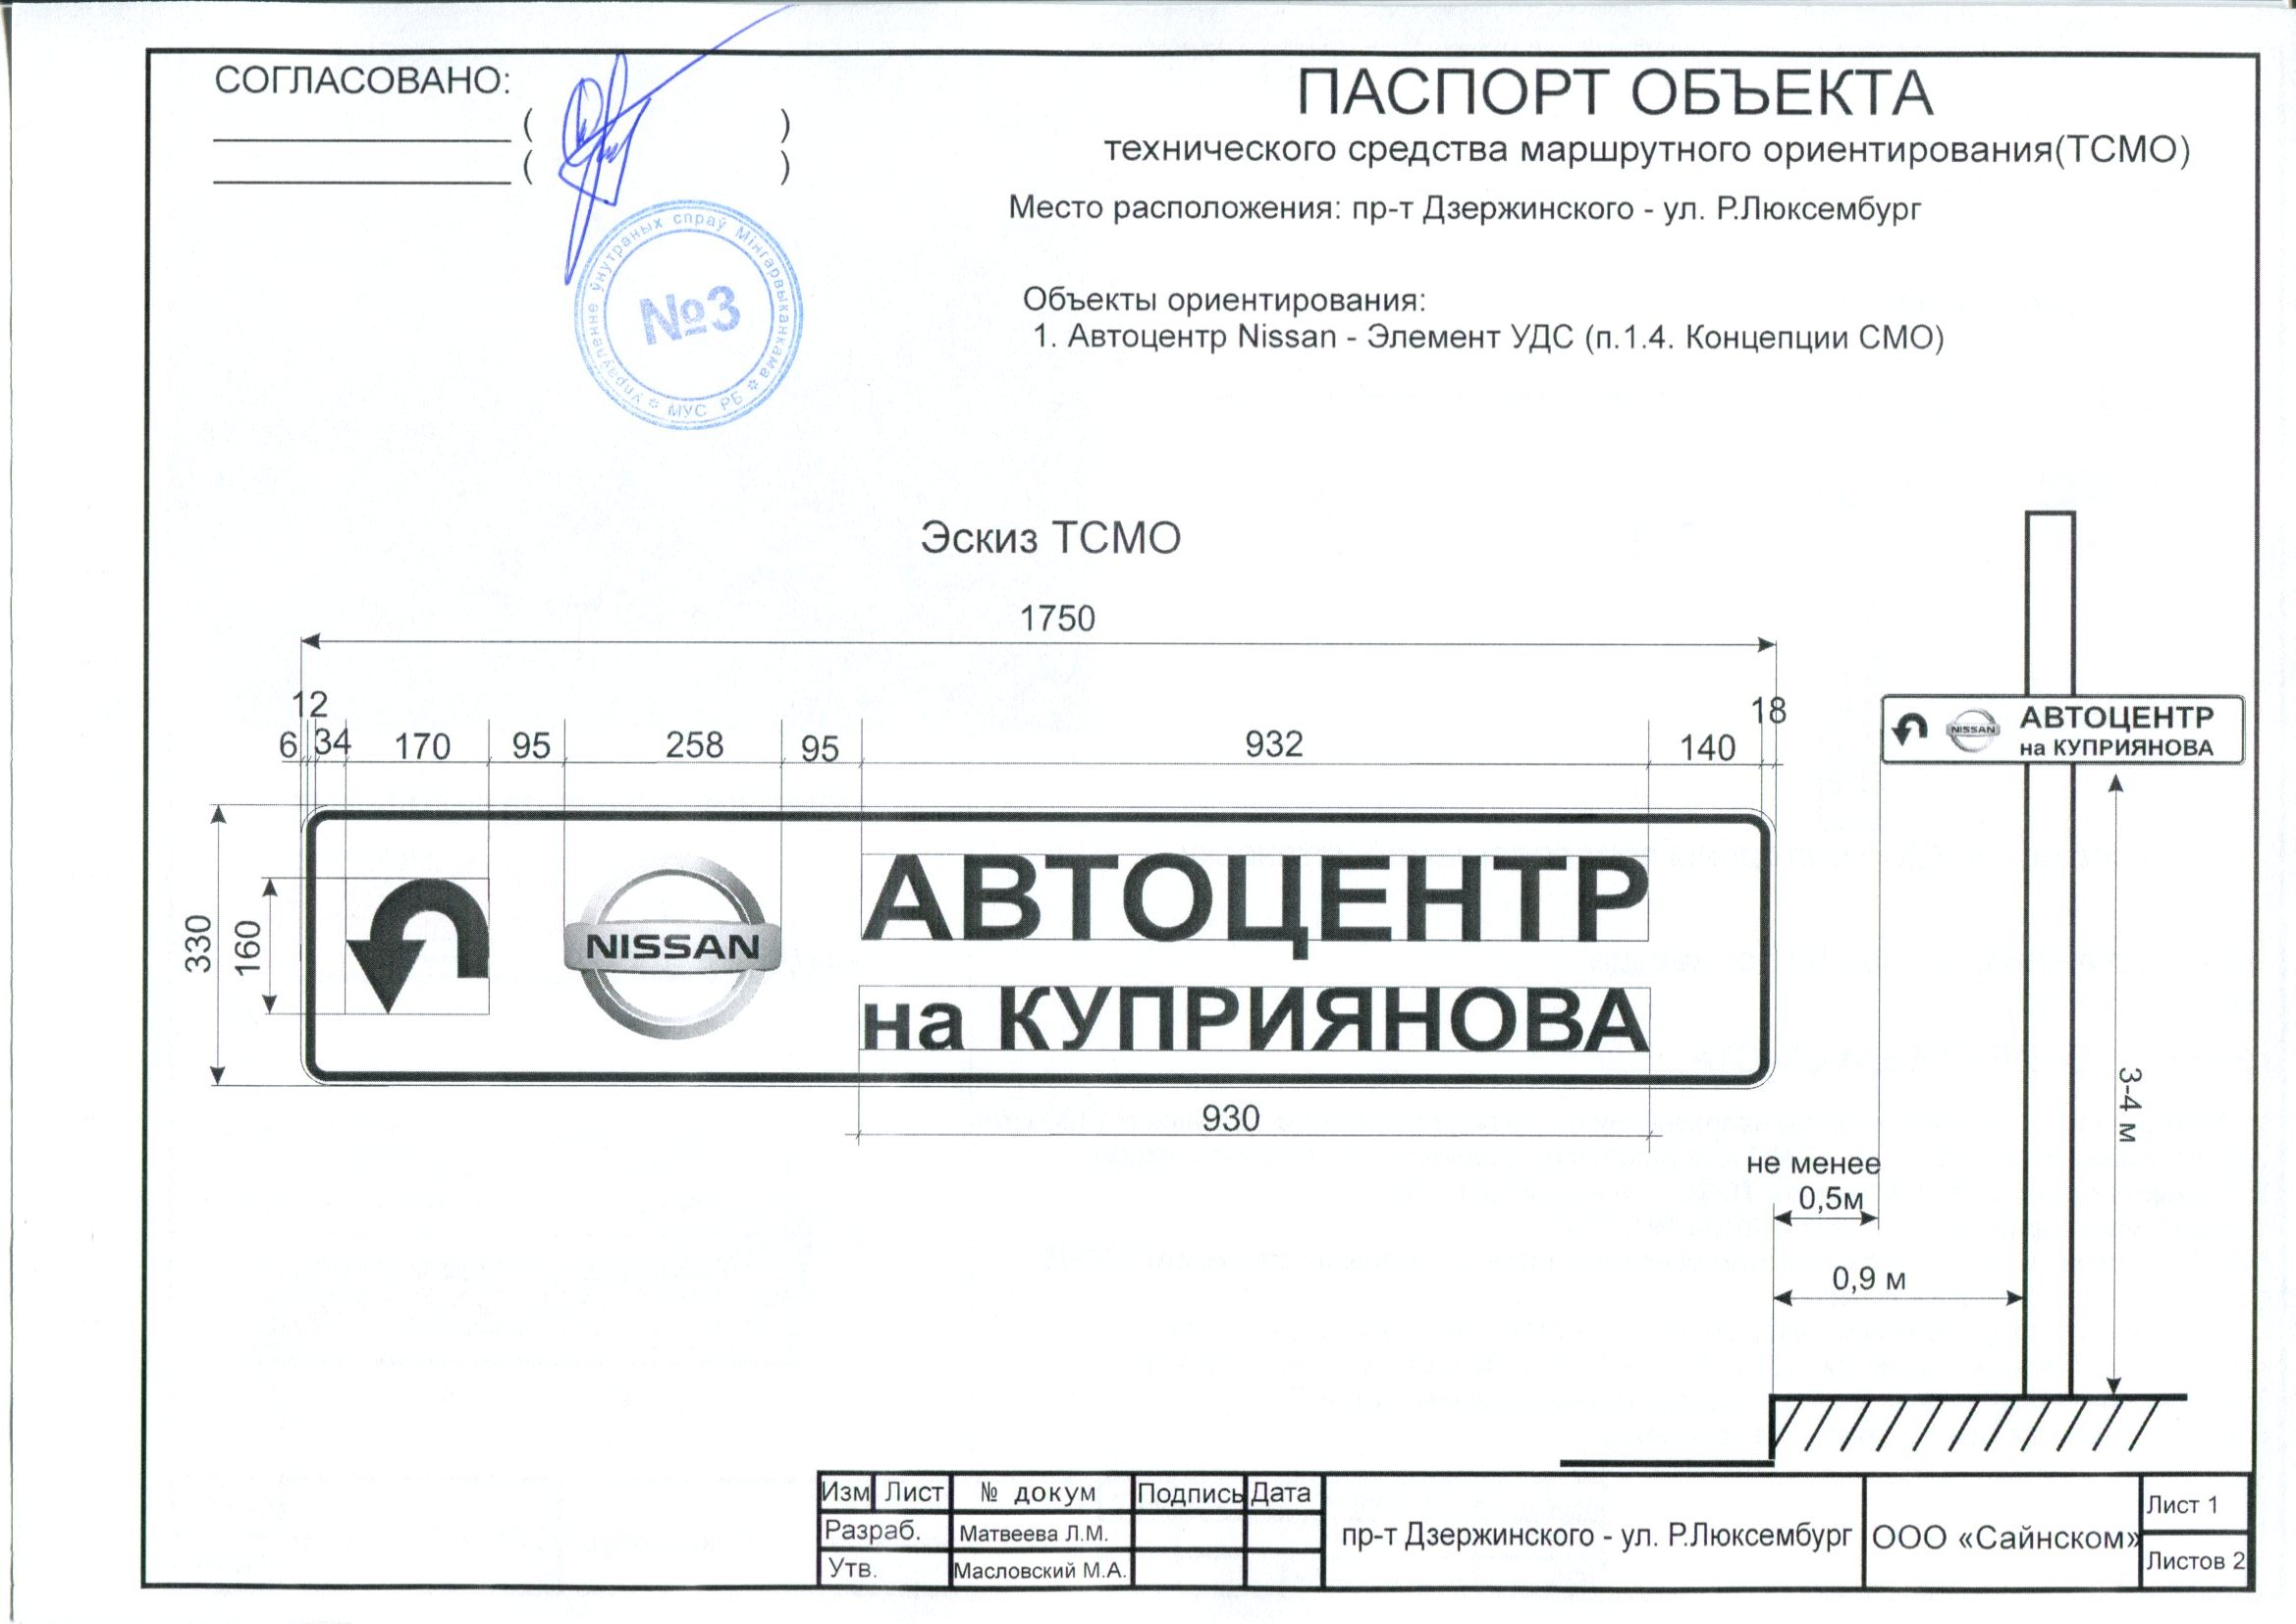 СОГЛАСОВАНО:
( )
( )
ПАСПОРТ ОБЪЕКТА
технического средства маршрутного ориентирования(ТСМО)
Место расположения: пр-т Дзержинского - ул. Р.Люксембург
Объекты ориентирования:
1. Автоцентр Nissan - Элемент УДС (п.1.4. Концепции СМО)
Упраўленне ўнутраных спраў Мінгарвыканкама
МУС РБ
№3
Эскиз ТСМО
1750
12
18
6 34 170 95 258 95 932 140
330
160
NISSAN
АВТОЦЕНТР
на КУПРИЯНОВА
930
NISSAN
АВТОЦЕНТР
на КУПРИЯНОВА
3-4 м
не менее
0,5м
0,9 м
Изм Лист № докум Подпись Дата
Разраб. Матвеева Л.М.
Утв. Масловский М.А.
пр-т Дзержинского - ул. Р.Люксембург
ООО «Сайнском»
Лист 1
Листов 2